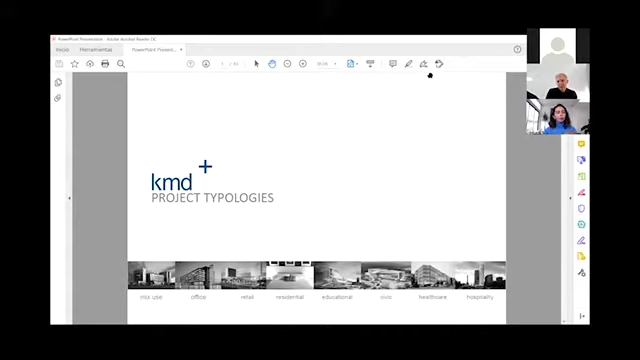 PowerPoint Presentation - Adobe Acrobat Reader DC
Inicio Herramientas PowerPoint Present...
kmd+
PROJECT TYPOLOGIES
mix use office retail residential educational civic healthcare hospitality